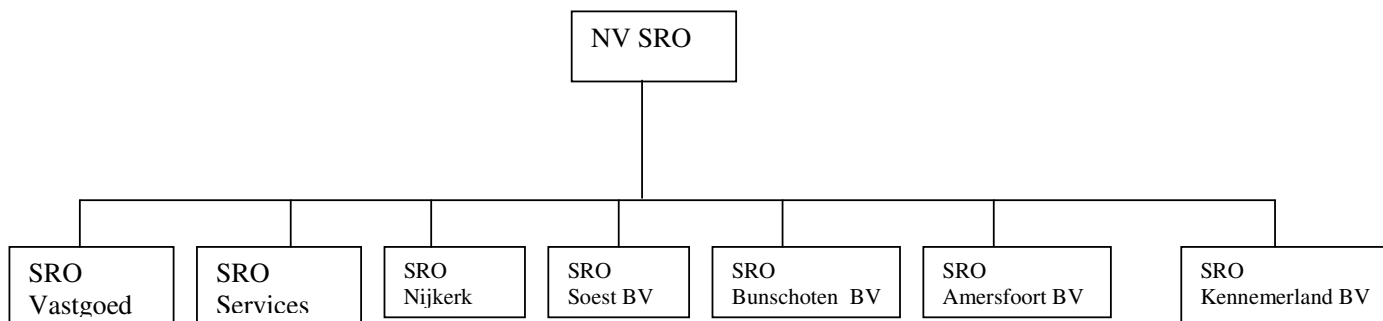 NV SRO
SRO
Vastgoed
SRO
Services
SRO
Nijkerk
SRO
Soest BV
SRO
Bunschoten BV
SRO
Amersfoort BV
SRO
Kennemerland BV